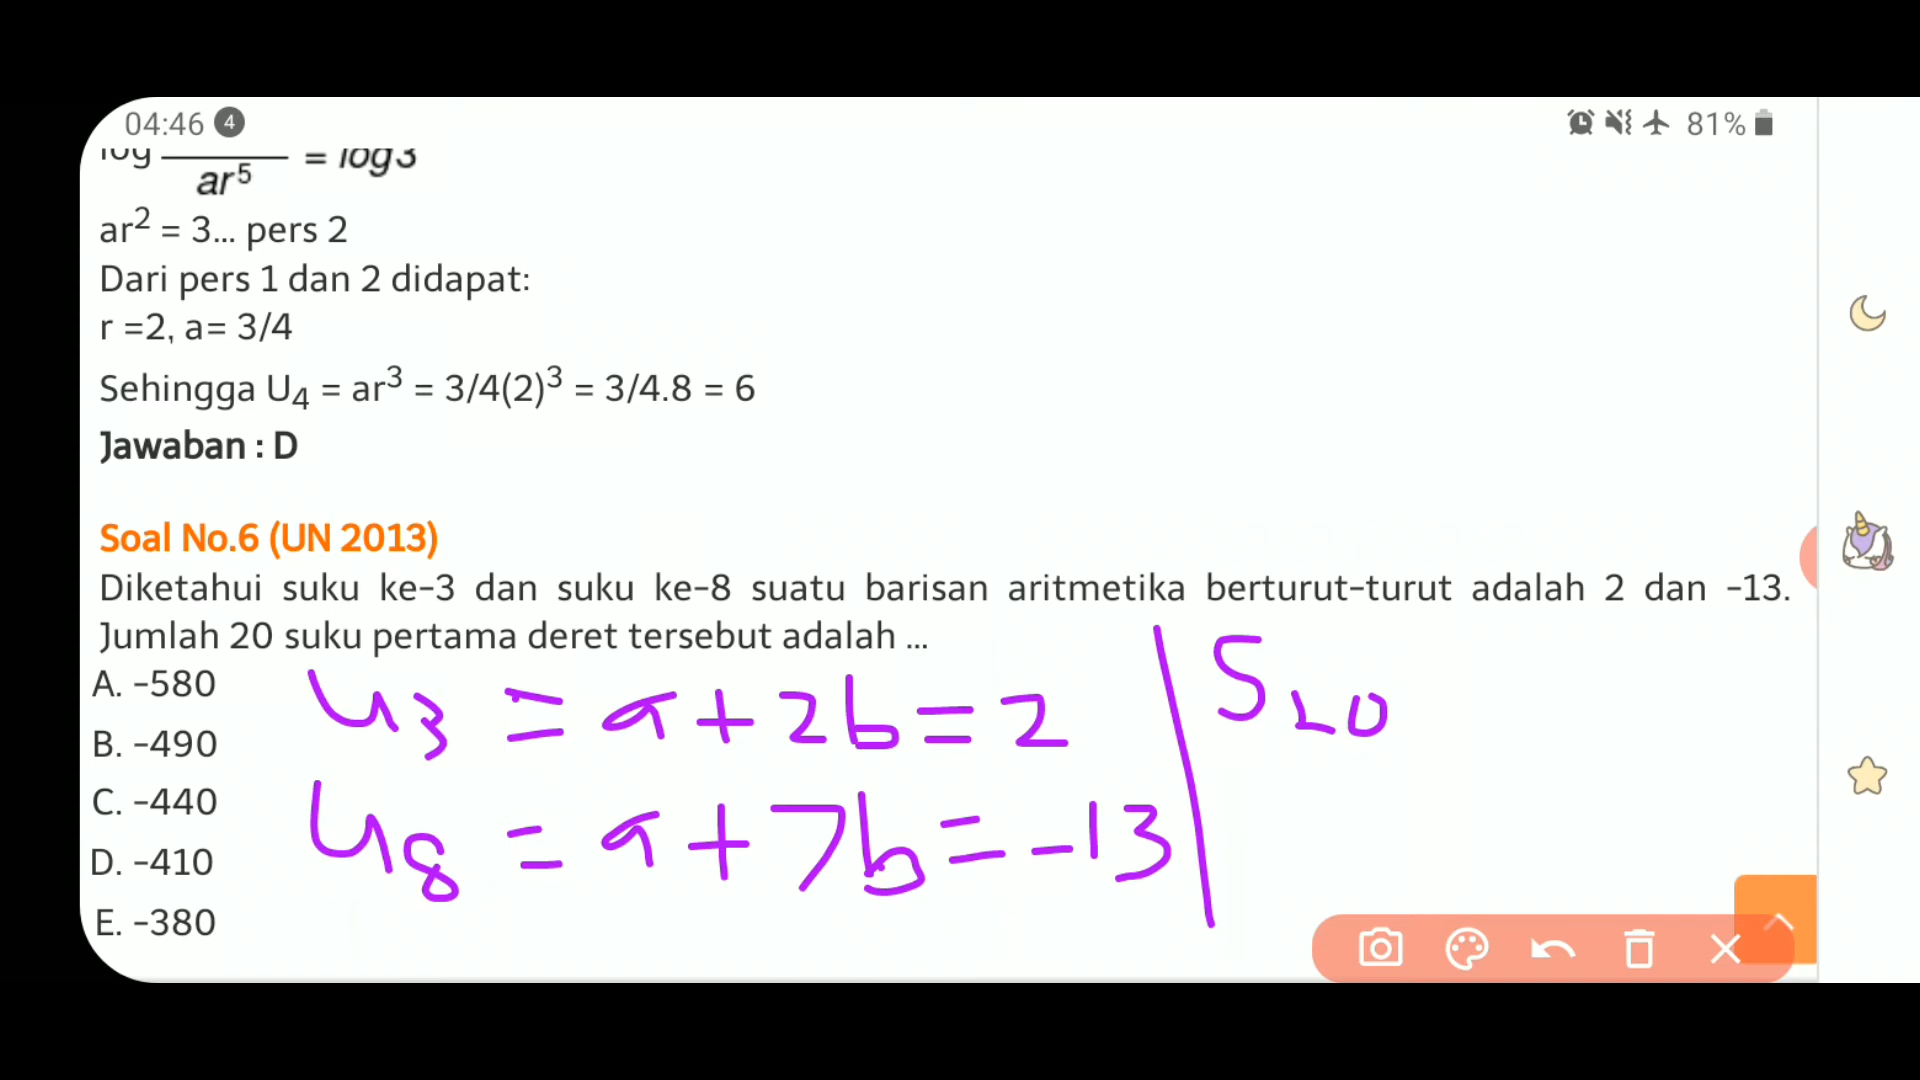 04:46 4 81%
= log3
ar⁵
ar² = 3... pers 2
Dari pers 1 dan 2 didapat:
r =2, a= 3/4
Sehingga U₄ = ar³ = 3/4(2)³ = 3/4.8 = 6
Jawaban : D
Soal No.6 (UN 2013)
Diketahui suku ke-3 dan suku ke-8 suatu barisan aritmetika berturut-turut adalah 2 dan -13.
Jumlah 20 suku pertama deret tersebut adalah ...
A. -580
B. -490
C. -440
D. -410
E. -380
U₃ = a + 2b = 2
U₈ = a + 7b = -13
S₂₀